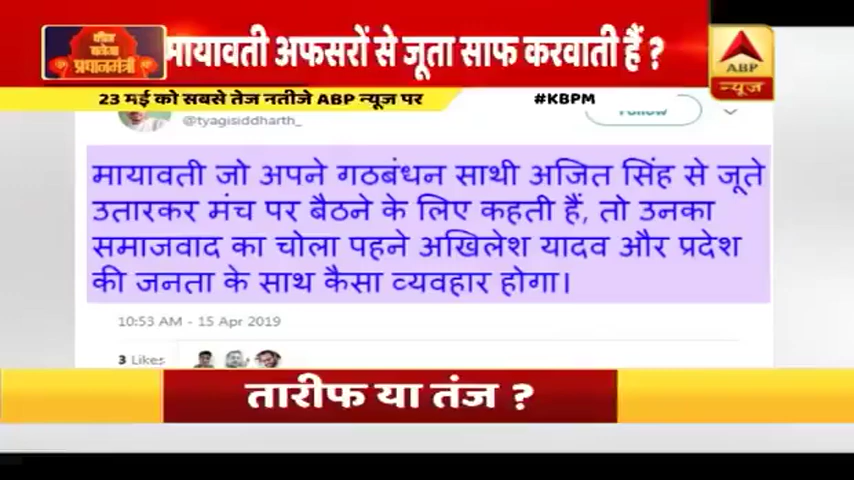 कौन बनेगा
प्रधानमंत्री
मायावती अफसरों से जूता साफ करवाती हैं ?
ABP
न्यूज़
23 मई को सबसे तेज नतीजे ABP न्यूज़ पर
#KBPM
@tyagisiddharth_
Follow
मायावती जो अपने गठबंधन साथी अजित सिंह से जूते
उतारकर मंच पर बैठने के लिए कहती हैं, तो उनका
समाजवाद का चोला पहने अखिलेश यादव और प्रदेश
की जनता के साथ कैसा व्यवहार होगा।
10:53 AM - 15 Apr 2019
3 Likes
तारीफ या तंज ?